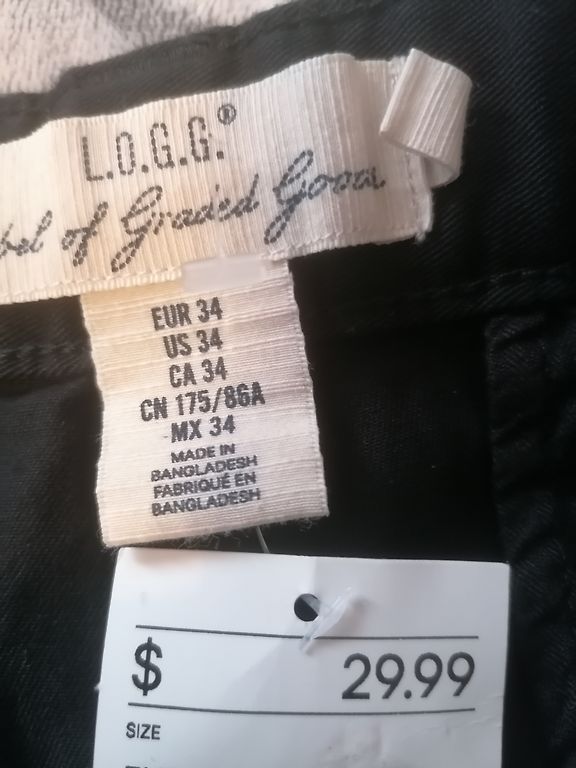 L.O.G.G.®
of Graded Goods
EUR 34
US 34
CA 34
CN 175/86A
MX 34
MADE IN
BANGLADESH
FABRIQUÉ EN
BANGLADESH
$ 29.99
SIZE